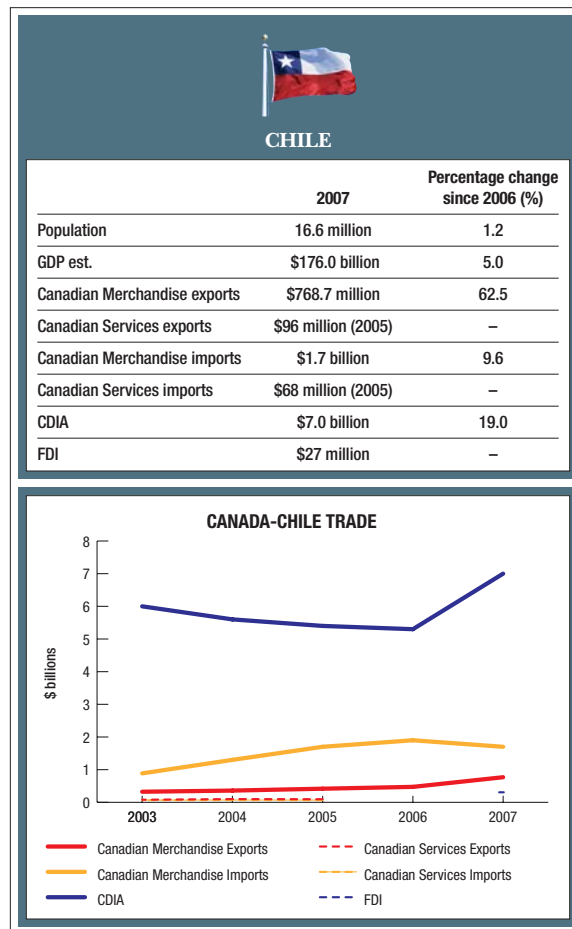 CHILE
2007
Percentage change since 2006 (%)
Population 16.6 million 1.2
GDP est. $176.0 billion 5.0
Canadian Merchandise exports $768.7 million 62.5
Canadian Services exports $96 million (2005) –
Canadian Merchandise imports $1.7 billion 9.6
Canadian Services imports $68 million (2005) –
CDIA $7.0 billion 19.0
FDI $27 million –
CANADA-CHILE TRADE
$ billions
8
7
6
5
4
3
2
1
0
2003 2004 2005 2006 2007
Canadian Merchandise Exports Canadian Services Exports
Canadian Merchandise Imports Canadian Services Imports
CDIA FDI